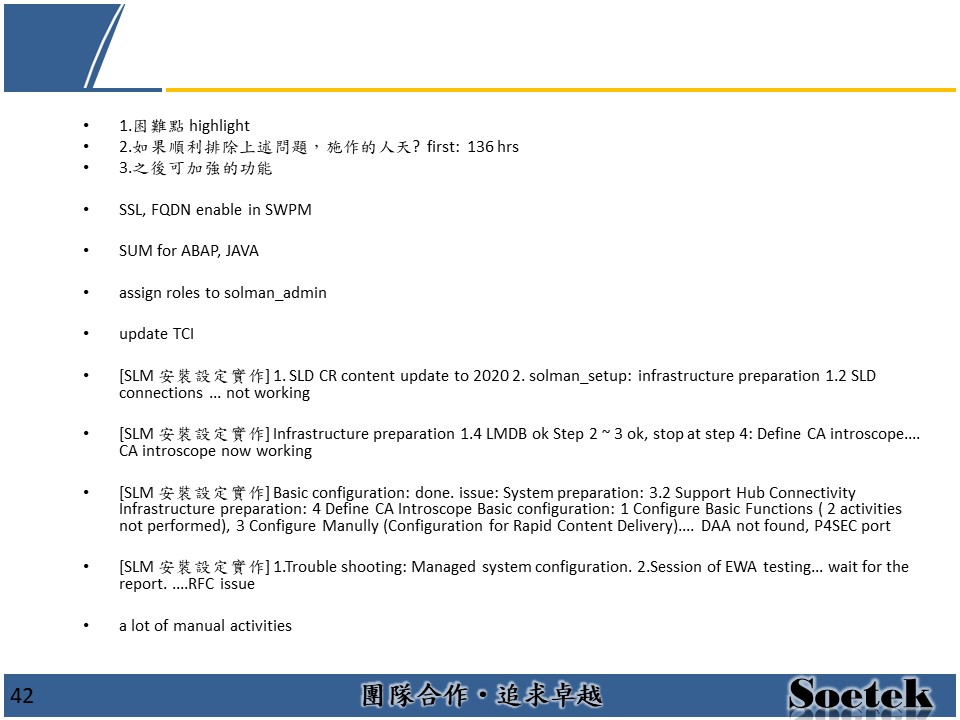 • 1.困難點 highlight
• 2.如果順利排除上述問題，施作的人天? first: 136 hrs
• 3.之後可加強的功能
• SSL, FQDN enable in SWPM
• SUM for ABAP, JAVA
• assign roles to solman_admin
• update TCI
• [SLM 安裝設定實作] 1. SLD CR content update to 2020 2. solman_setup: infrastructure preparation 1.2 SLD
connections ... not working
• [SLM 安裝設定實作] Infrastructure preparation 1.4 LMDB ok Step 2 ~ 3 ok, stop at step 4: Define CA introscope....
CA introscope now working
• [SLM 安裝設定實作] Basic configuration: done. issue: System preparation: 3.2 Support Hub Connectivity
Infrastructure preparation: 4 Define CA Introscope Basic configuration: 1 Configure Basic Functions ( 2 activities
not performed), 3 Configure Manully (Configuration for Rapid Content Delivery).... DAA not found, P4SEC port
• [SLM 安裝設定實作] 1.Trouble shooting: Managed system configuration. 2.Session of EWA testing... wait for the
report. ....RFC issue
• a lot of manual activities
42
團隊合作・追求卓越
Soetek